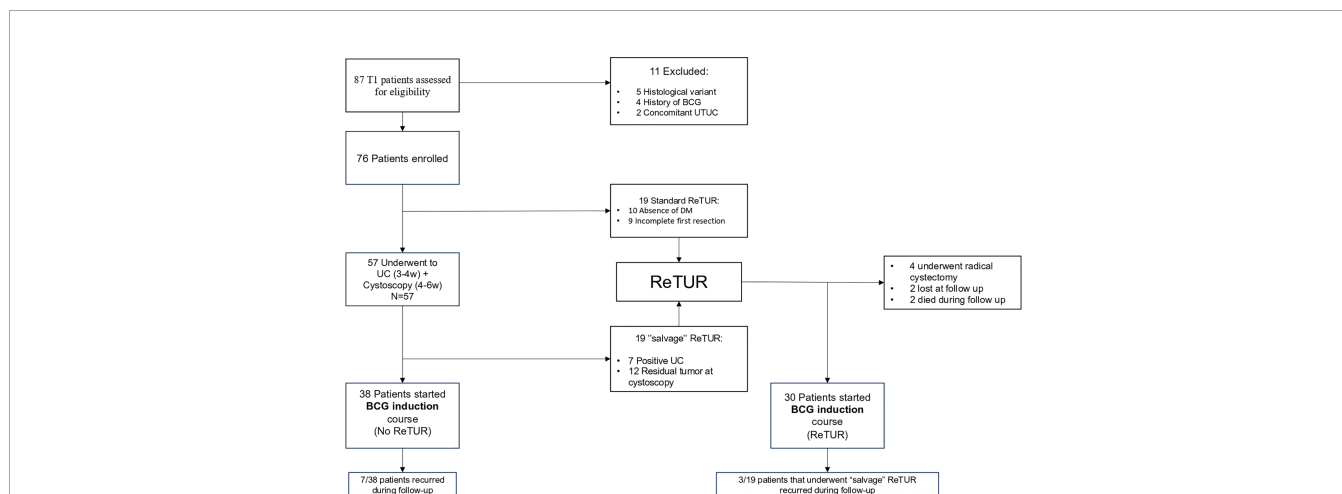 87 T1 patients assessed
for eligibility
11 Excluded:
• 5 Histological variant
• 4 History of BCG
• 2 Concomitant UTUC
76 Patients enrolled
19 Standard ReTUR:
• 10 Absence of DM
• 9 Incomplete first resection
57 Underwent to
UC (3-4w) +
Cystoscopy (4-6w)
N=57
ReTUR
• 4 underwent radical
cystectomy
• 2 lost at follow up
• 2 died during follow up
19 "salvage" ReTUR:
• 7 Positive UC
• 12 Residual tumor at
cystoscopy
38 Patients started
BCG induction
course
(No ReTUR)
30 Patients started
BCG induction
course
(ReTUR)
7/38 patients recurred
during follow-up
3/19 patients that underwent "salvage" ReTUR
recurred during follow-up